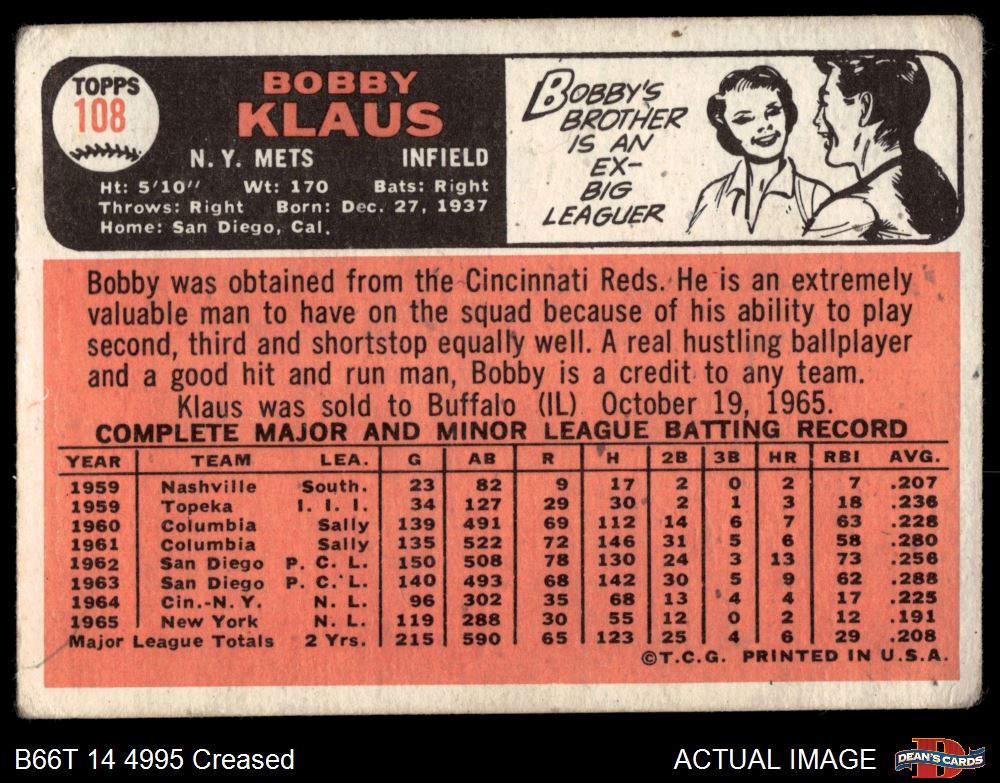 TOPPS
108
BOBBY
KLAUS
N. Y. METS INFIELD
Ht: 5'10" Wt: 170 Bats: Right
Throws: Right Born: Dec. 27, 1937
Home: San Diego, Cal.
BOBBY'S
BROTHER
IS AN
EX-
BIG
LEAGUER
Bobby was obtained from the Cincinnati Reds. He is an extremely
valuable man to have on the squad because of his ability to play
second, third and shortstop equally well. A real hustling ballplayer
and a good hit and run man, Bobby is a credit to any team.
Klaus was sold to Buffalo (IL) October 19, 1965.
COMPLETE MAJOR AND MINOR LEAGUE BATTING RECORD
YEAR TEAM LEA. G AB R H 2B 3B HR RBI AVG.
1959 Nashville South. 23 82 9 17 2 0 2 7 .207
1959 Topeka I. I. I. 34 127 29 30 2 1 3 18 .236
1960 Columbia Sally 139 491 69 112 14 6 7 63 .228
1961 Columbia Sally 135 522 72 146 31 5 6 58 .280
1962 San Diego P. C. L. 150 508 78 130 24 3 13 73 .256
1963 San Diego P. C. L. 140 493 68 142 30 5 9 62 .288
1964 Cin.-N. Y. N. L. 96 302 35 68 13 4 4 17 .225
1965 New York N. L. 119 288 30 55 12 0 2 12 .191
Major League Totals 2 Yrs. 215 590 65 123 25 4 6 29 .208
©T.C.G. PRINTED IN U.S.A.
B66T 14 4995 Creased
ACTUAL IMAGE
DEAN'S CARDS